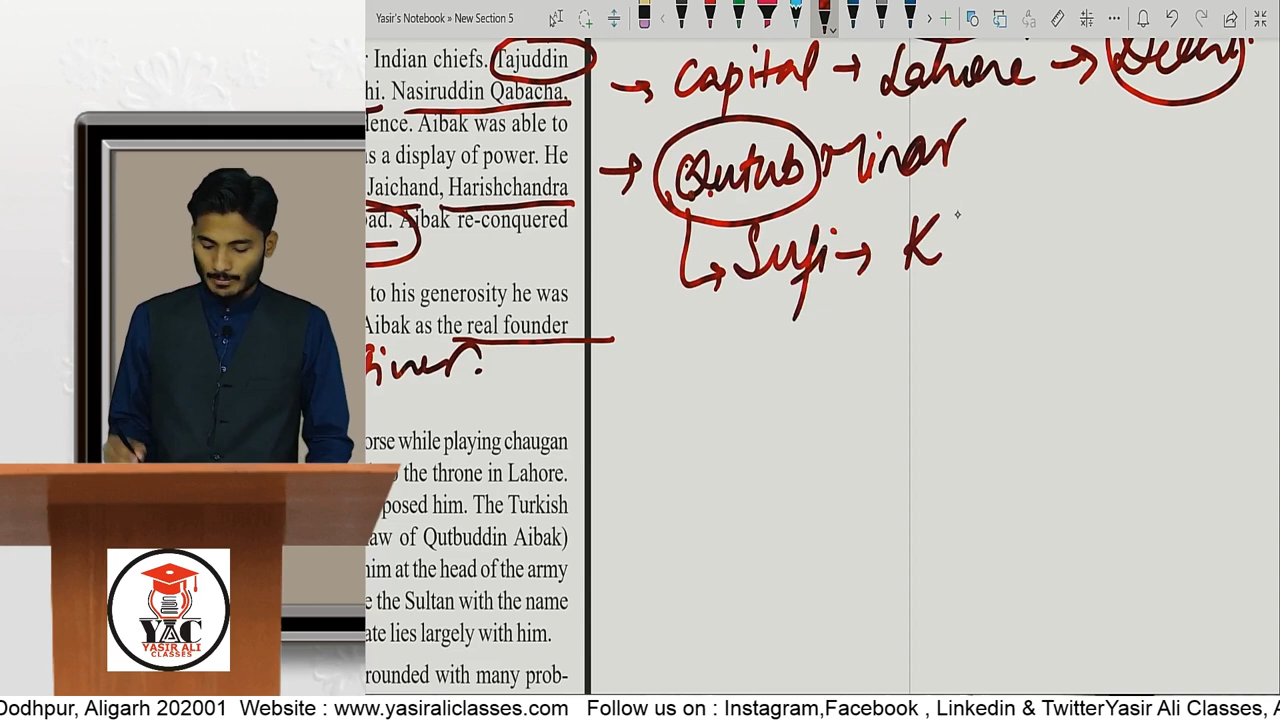 Yasir's Notebook » New Section 5
r Indian chiefs. Tajuddin
hi. Nasiruddin Qabacha,
dence. Aibak was able to
as a display of power. He
Jaichand, Harishchandra
ad. Aibak re-conquered
to his generosity he was
Aibak as the real founder
orse while playing chaugan
the throne in Lahore.
posed him. The Turkish
aw of Qutbuddin Aibak)
him at the head of the army
e the Sultan with the name
ate lies largely with him.
rounded with many prob-
→ Capital → Lahore → Delhi
→ Qutub Minar
Sufi → K
YAC
YASIR ALI
CLASSES
Dodhpur, Aligarh 202001 Website : www.yasiraliclasses.com Follow us on : Instagram,Facebook , Linkedin & TwitterYasir Ali Classes, A